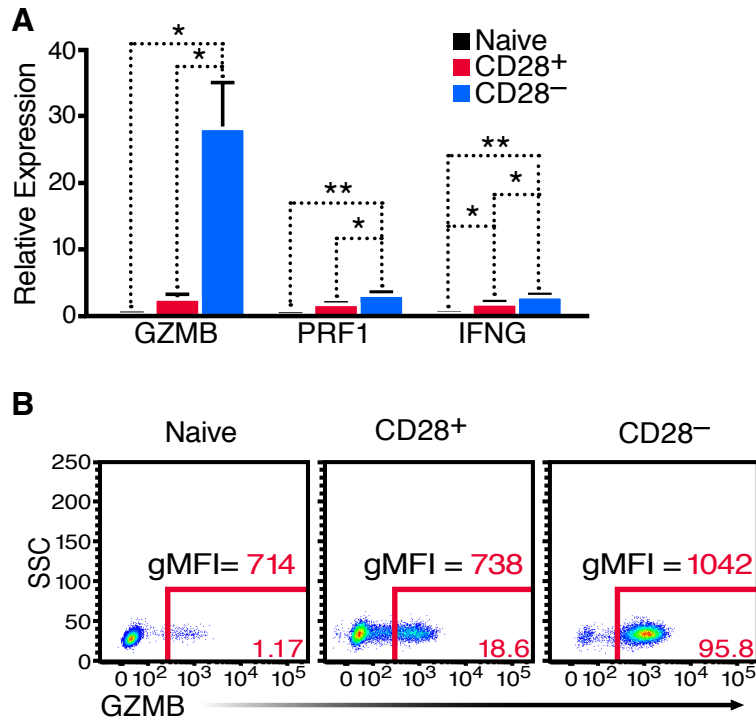 A
Relative Expression
40
30
20
10
0
*
*
**
*
**
*
*
Naive
CD28+
CD28–
GZMB PRF1 IFNG
B
Naive CD28+ CD28–
SSC
250
200
150
100
50
0
gMFI= 714 gMFI = 738 gMFI = 1042
1.17 18.6 95.8
0 10² 10³ 10⁴ 10⁵ 0 10² 10³ 10⁴ 10⁵ 0 10² 10³ 10⁴ 10⁵
GZMB